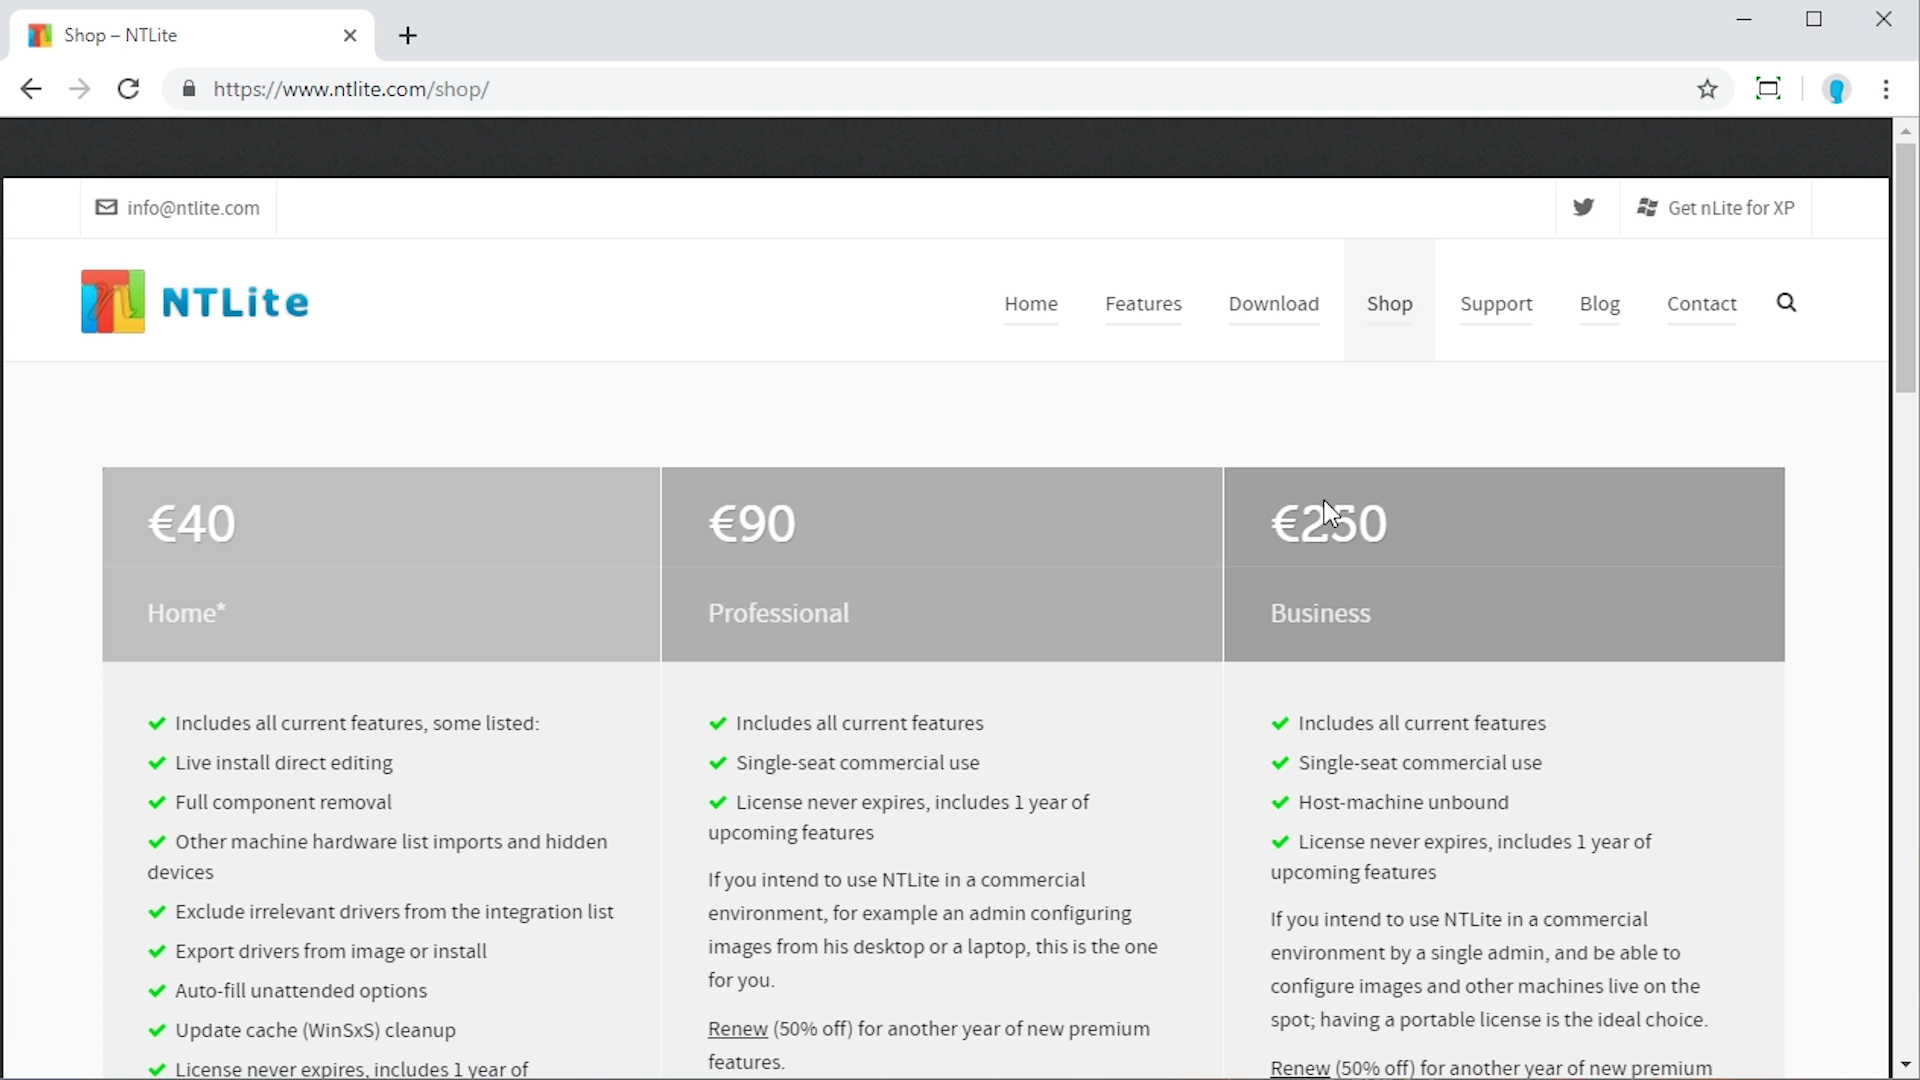 Shop – NTLite
https://www.ntlite.com/shop/
info@ntlite.com
Get nLite for XP
NTLite
Home
Features
Download
Shop
Support
Blog
Contact
€40
Home*
Includes all current features, some listed:
Live install direct editing
Full component removal
Other machine hardware list imports and hidden
devices
Exclude irrelevant drivers from the integration list
Export drivers from image or install
Auto-fill unattended options
Update cache (WinSxS) cleanup
License never expires, includes 1 year of
€90
Professional
Includes all current features
Single-seat commercial use
License never expires, includes 1 year of
upcoming features
If you intend to use NTLite in a commercial
environment, for example an admin configuring
images from his desktop or a laptop, this is the one
for you.
Renew (50% off) for another year of new premium
features.
€250
Business
Includes all current features
Single-seat commercial use
Host-machine unbound
License never expires, includes 1 year of
upcoming features
If you intend to use NTLite in a commercial
environment by a single admin, and be able to
configure images and other machines live on the
spot; having a portable license is the ideal choice.
Renew (50% off) for another year of new premium